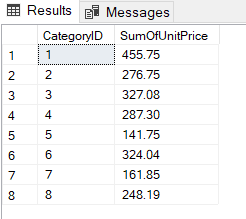 Results Messages
CategoryID SumOfUnitPrice
1 1 455.75
2 2 276.75
3 3 327.08
4 4 287.30
5 5 141.75
6 6 324.04
7 7 161.85
8 8 248.19